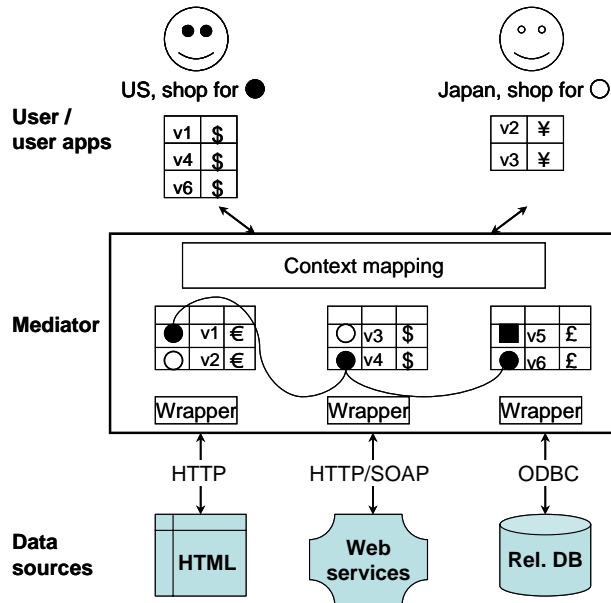 US, shop for
Japan, shop for
User /
user apps
v1 $
v4 $
v6 $
v2 ¥
v3 ¥
Context mapping
Mediator
v1 €
v2 €
v3 $
v4 $
v5 £
v6 £
Wrapper
Wrapper
Wrapper
HTTP
HTTP/SOAP
ODBC
Data
sources
HTML
Web
services
Rel. DB